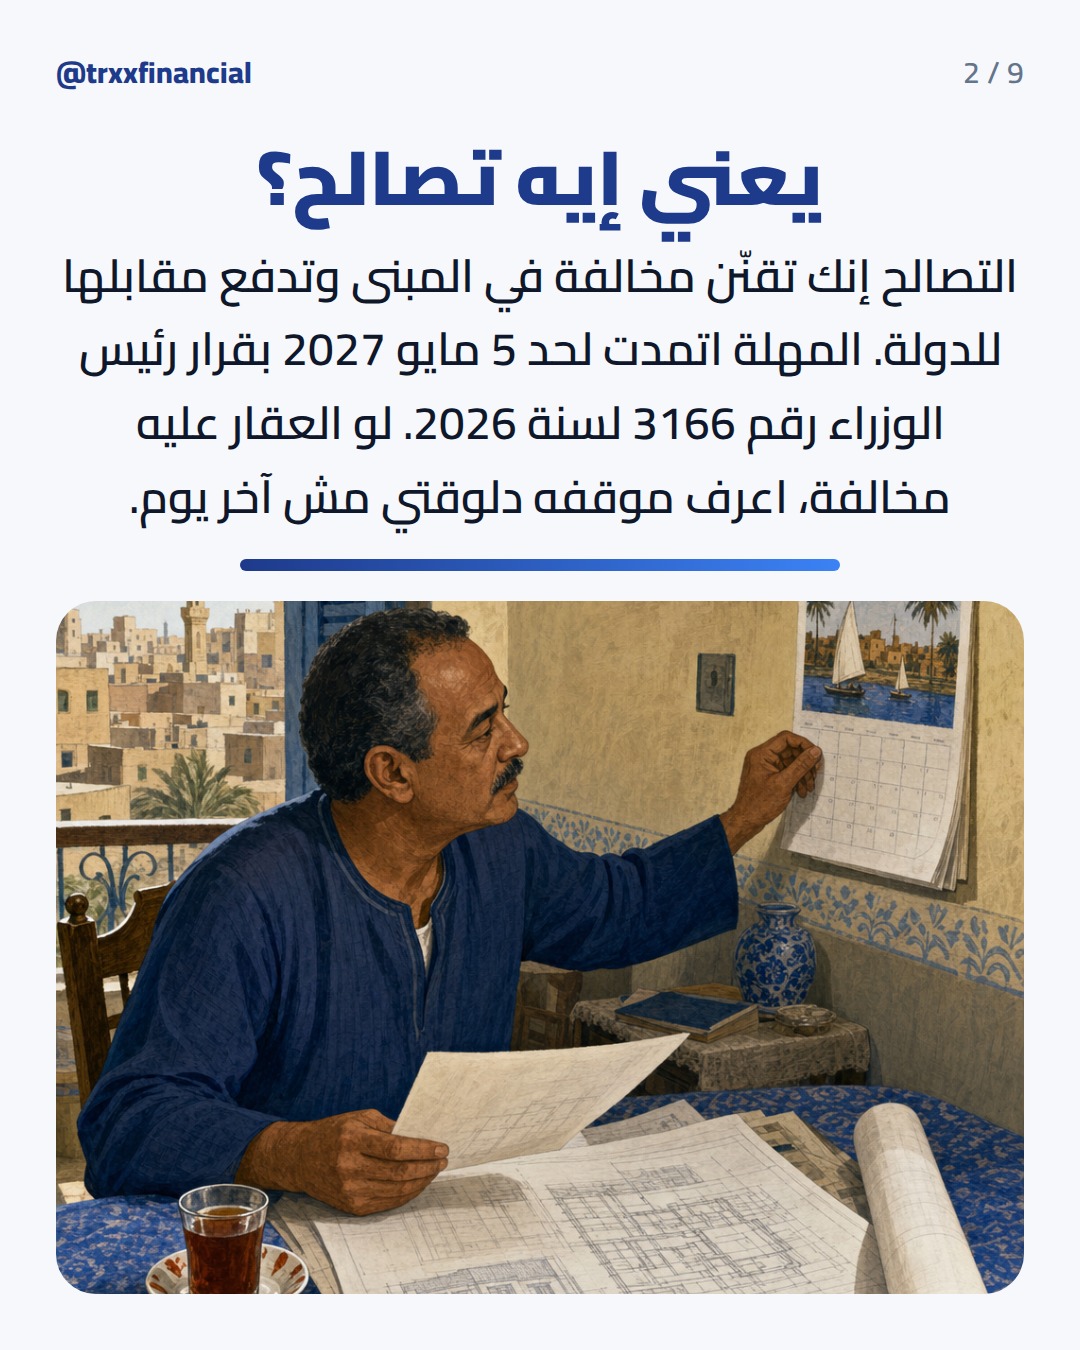 @trxxfinancial
2 / 9
يعني إيه تصالح؟
التصالح إنك تقنّن مخالفة في المبنى وتدفع مقابلها
للدولة. المهلة اتمدت لحد 5 مايو 2027 بقرار رئيس
الوزراء رقم 3166 لسنة 2026. لو العقار عليه
مخالفة، اعرف موقفه دلوقتي مش آخر يوم.